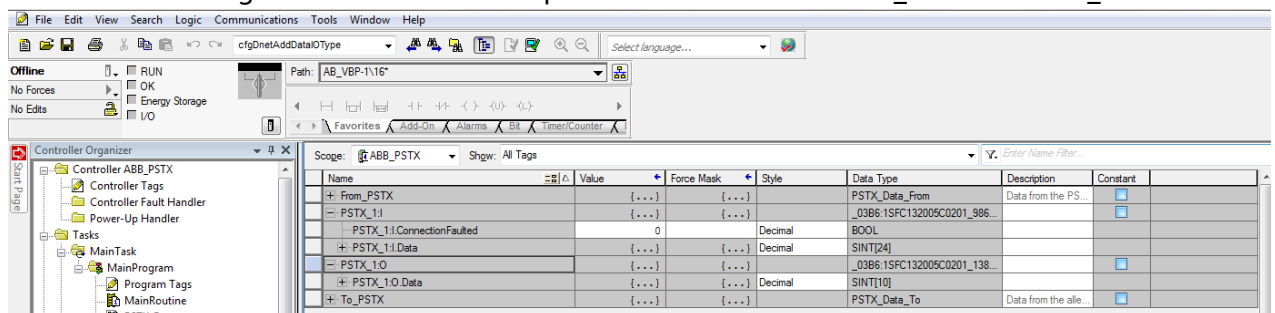 File Edit View Search Logic Communications Tools Window Help
cfgDnetAddDataIOType
Select language...
Offline RUN Path: AB_VBP-1\16*
No Forces OK
No Edits Energy Storage
I/O
Favorites Add-On Alarms Bit Timer/Counter
Start Page
Controller Organizer
Scope: ABB_PSTX Show: All Tags Enter Name Filter...
Controller ABB_PSTX
Controller Tags
Controller Fault Handler
Power-Up Handler
Tasks
MainTask
MainProgram
Program Tags
MainRoutine
Name Value Force Mask Style Data Type Description Constant
From_PSTX {...} {...} PSTX_Data_From Data from the PS...
PSTX_1:I {...} {...} _03B6:1SFC132005C0201_986...
PSTX_1:I.ConnectionFaulted 0 Decimal BOOL
PSTX_1:I.Data {...} {...} Decimal SINT[24]
PSTX_1:O {...} {...} _03B6:1SFC132005C0201_138...
PSTX_1:O.Data {...} {...} Decimal SINT[10]
To_PSTX {...} {...} PSTX_Data_To Data from the alle...